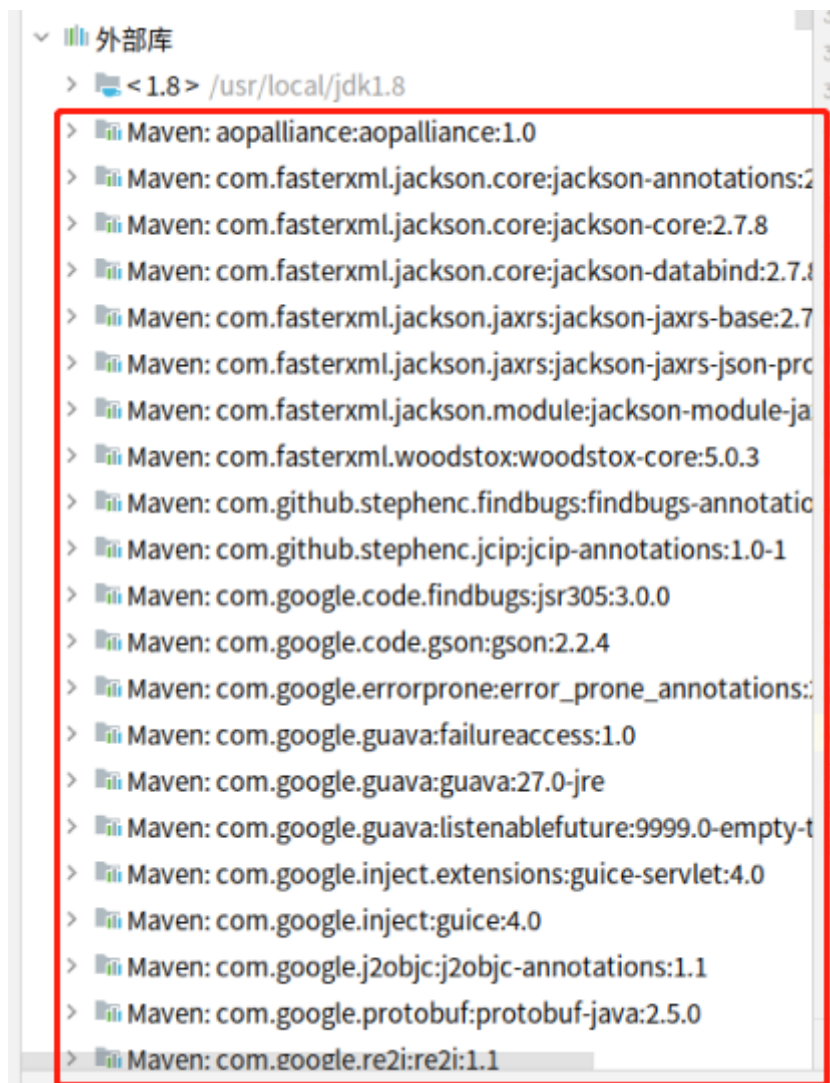 外部库
<1.8> /usr/local/jdk1.8
Maven: aopalliance:aopalliance:1.0
Maven: com.fasterxml.jackson.core:jackson-annotations:2
Maven: com.fasterxml.jackson.core:jackson-core:2.7.8
Maven: com.fasterxml.jackson.core:jackson-databind:2.7.8
Maven: com.fasterxml.jackson.jaxrs:jackson-jaxrs-base:2.7
Maven: com.fasterxml.jackson.jaxrs:jackson-jaxrs-json-pro
Maven: com.fasterxml.jackson.module:jackson-module-ja
Maven: com.fasterxml.woodstox:woodstox-core:5.0.3
Maven: com.github.stephenc.findbugs:findbugs-annotatio
Maven: com.github.stephenc.jcip:jcip-annotations:1.0-1
Maven: com.google.code.findbugs:jsr305:3.0.0
Maven: com.google.code.gson:gson:2.2.4
Maven: com.google.errorprone:error_prone_annotations:
Maven: com.google.guava:failureaccess:1.0
Maven: com.google.guava:guava:27.0-jre
Maven: com.google.guava:listenablefuture:9999.0-empty-t
Maven: com.google.inject.extensions:guice-servlet:4.0
Maven: com.google.inject:guice:4.0
Maven: com.google.j2objc:j2objc-annotations:1.1
Maven: com.google.protobuf:protobuf-java:2.5.0
Maven: com.google.re2j:re2j:1.1